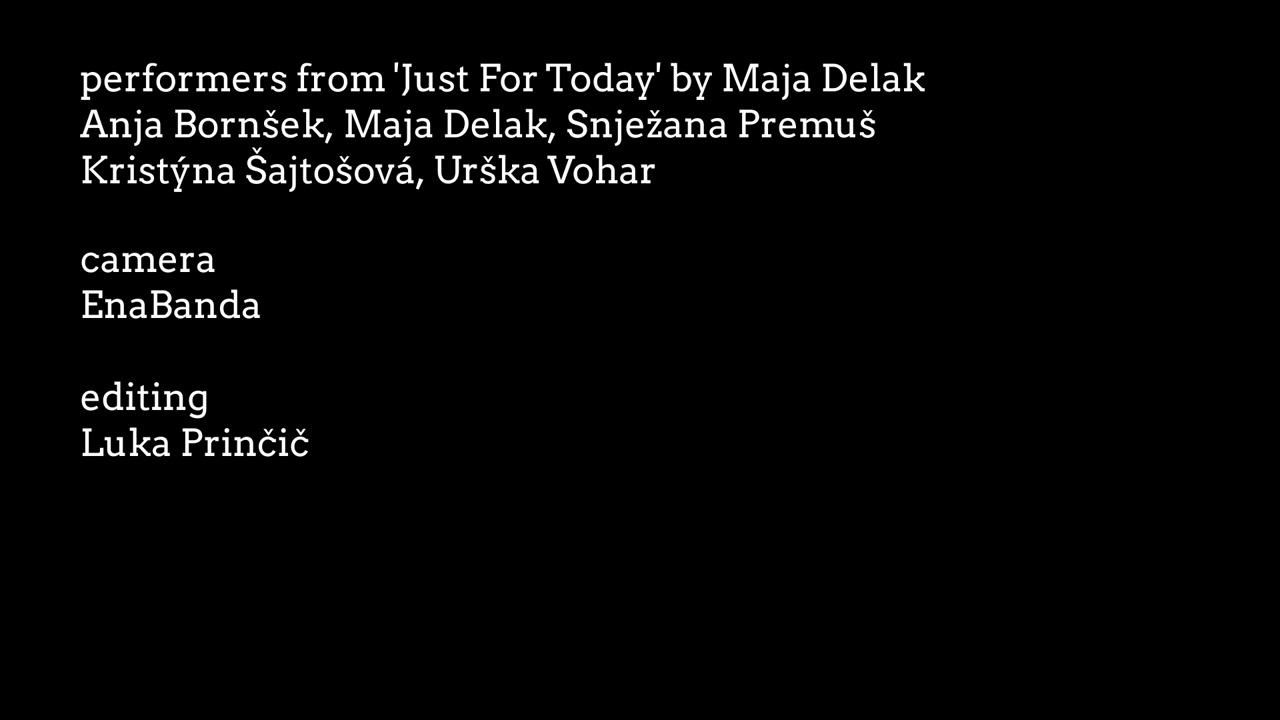 performers from 'Just For Today' by Maja Delak
Anja Bornšek, Maja Delak, Snježana Premuš
Kristýna Šajtošová, Urška Vohar
camera
EnaBanda
editing
Luka Prinčič